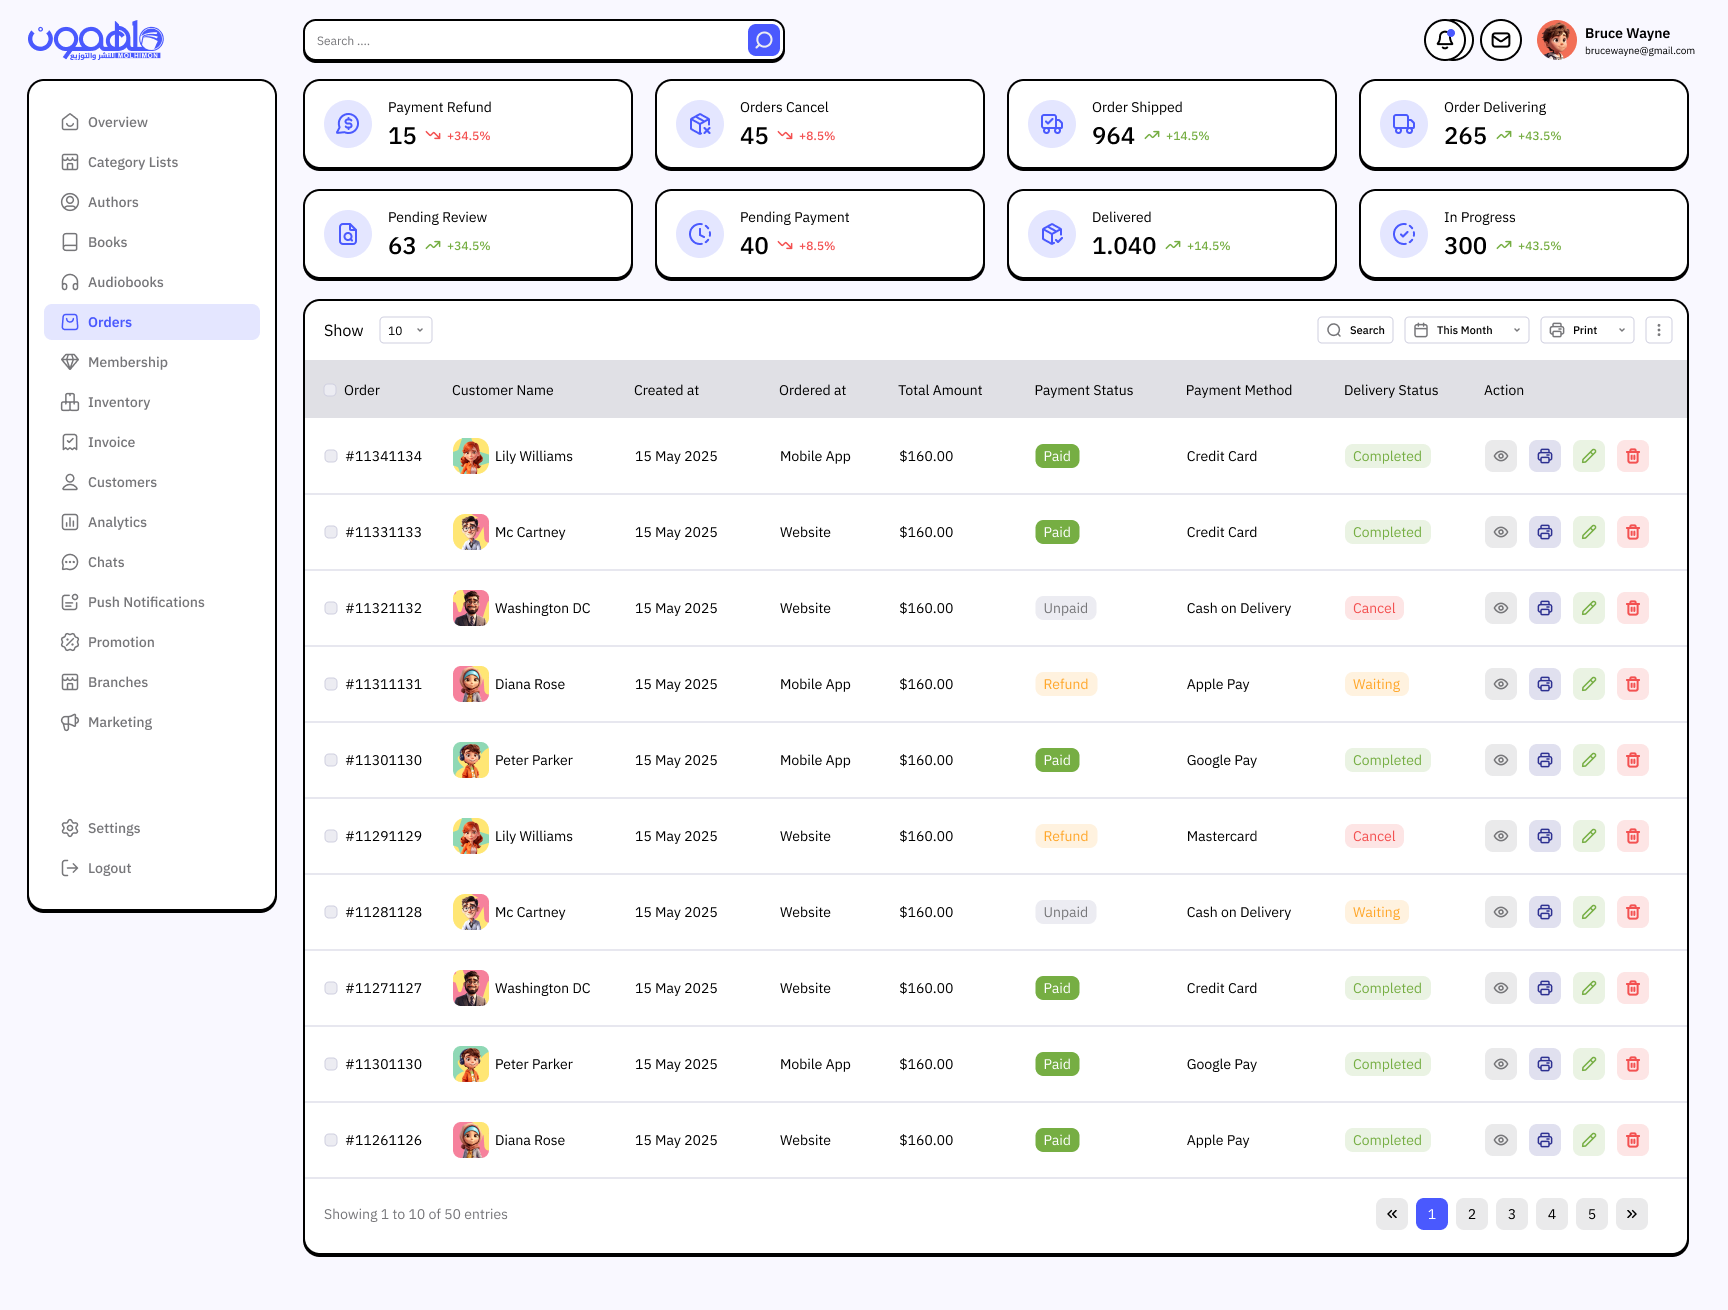 ملهمون
للنشر والتوزيع MOLHIMON
Search ....
Bruce Wayne
brucewayne@gmail.com
Overview
Category Lists
Authors
Books
Audiobooks
Orders
Membership
Inventory
Invoice
Customers
Analytics
Chats
Push Notifications
Promotion
Branches
Marketing
Settings
Logout
Payment Refund
15 +34.5%
Orders Cancel
45 +8.5%
Order Shipped
964 +14.5%
Order Delivering
265 +43.5%
Pending Review
63 +34.5%
Pending Payment
40 +8.5%
Delivered
1.040 +14.5%
In Progress
300 +43.5%
Show 10 Search This Month Print
Order Customer Name Created at Ordered at Total Amount Payment Status Payment Method Delivery Status Action
#11341134 Lily Williams 15 May 2025 Mobile App $160.00 Paid Credit Card Completed
#11331133 Mc Cartney 15 May 2025 Website $160.00 Paid Credit Card Completed
#11321132 Washington DC 15 May 2025 Website $160.00 Unpaid Cash on Delivery Cancel
#11311131 Diana Rose 15 May 2025 Mobile App $160.00 Refund Apple Pay Waiting
#11301130 Peter Parker 15 May 2025 Mobile App $160.00 Paid Google Pay Completed
#11291129 Lily Williams 15 May 2025 Website $160.00 Refund Mastercard Cancel
#11281128 Mc Cartney 15 May 2025 Website $160.00 Unpaid Cash on Delivery Waiting
#11271127 Washington DC 15 May 2025 Website $160.00 Paid Credit Card Completed
#11301130 Peter Parker 15 May 2025 Mobile App $160.00 Paid Google Pay Completed
#11261126 Diana Rose 15 May 2025 Website $160.00 Paid Apple Pay Completed
Showing 1 to 10 of 50 entries « 1 2 3 4 5 »